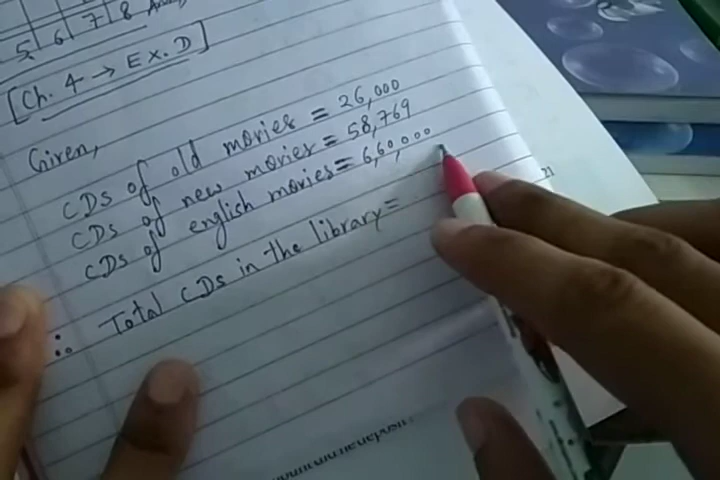 5 6 7 8
[Ch. 4 → EX. D]
Given,
CDs of old movies = 26,000
CDs of new movies = 58,769
CDs of english movies = 6,60,000
∴ Total CDs in the library =
21